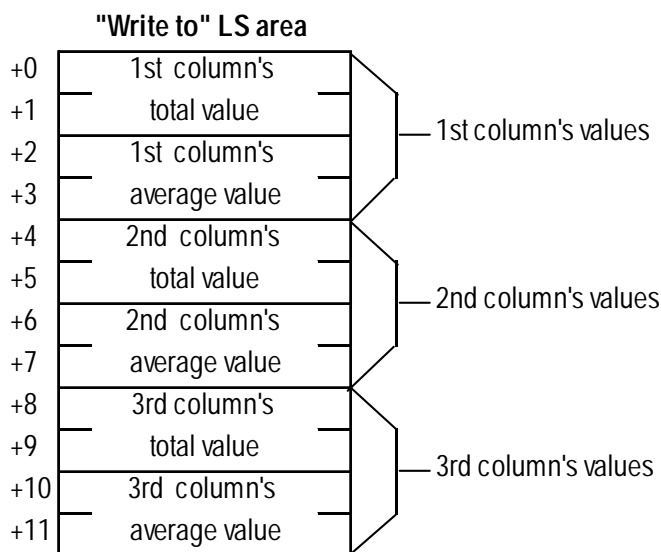 "Write to" LS area
+0 1st column's
+1 total value
1st column's values
+2 1st column's
+3 average value
+4 2nd column's
+5 total value
2nd column's values
+6 2nd column's
+7 average value
+8 3rd column's
+9 total value
3rd column's values
+10 3rd column's
+11 average value